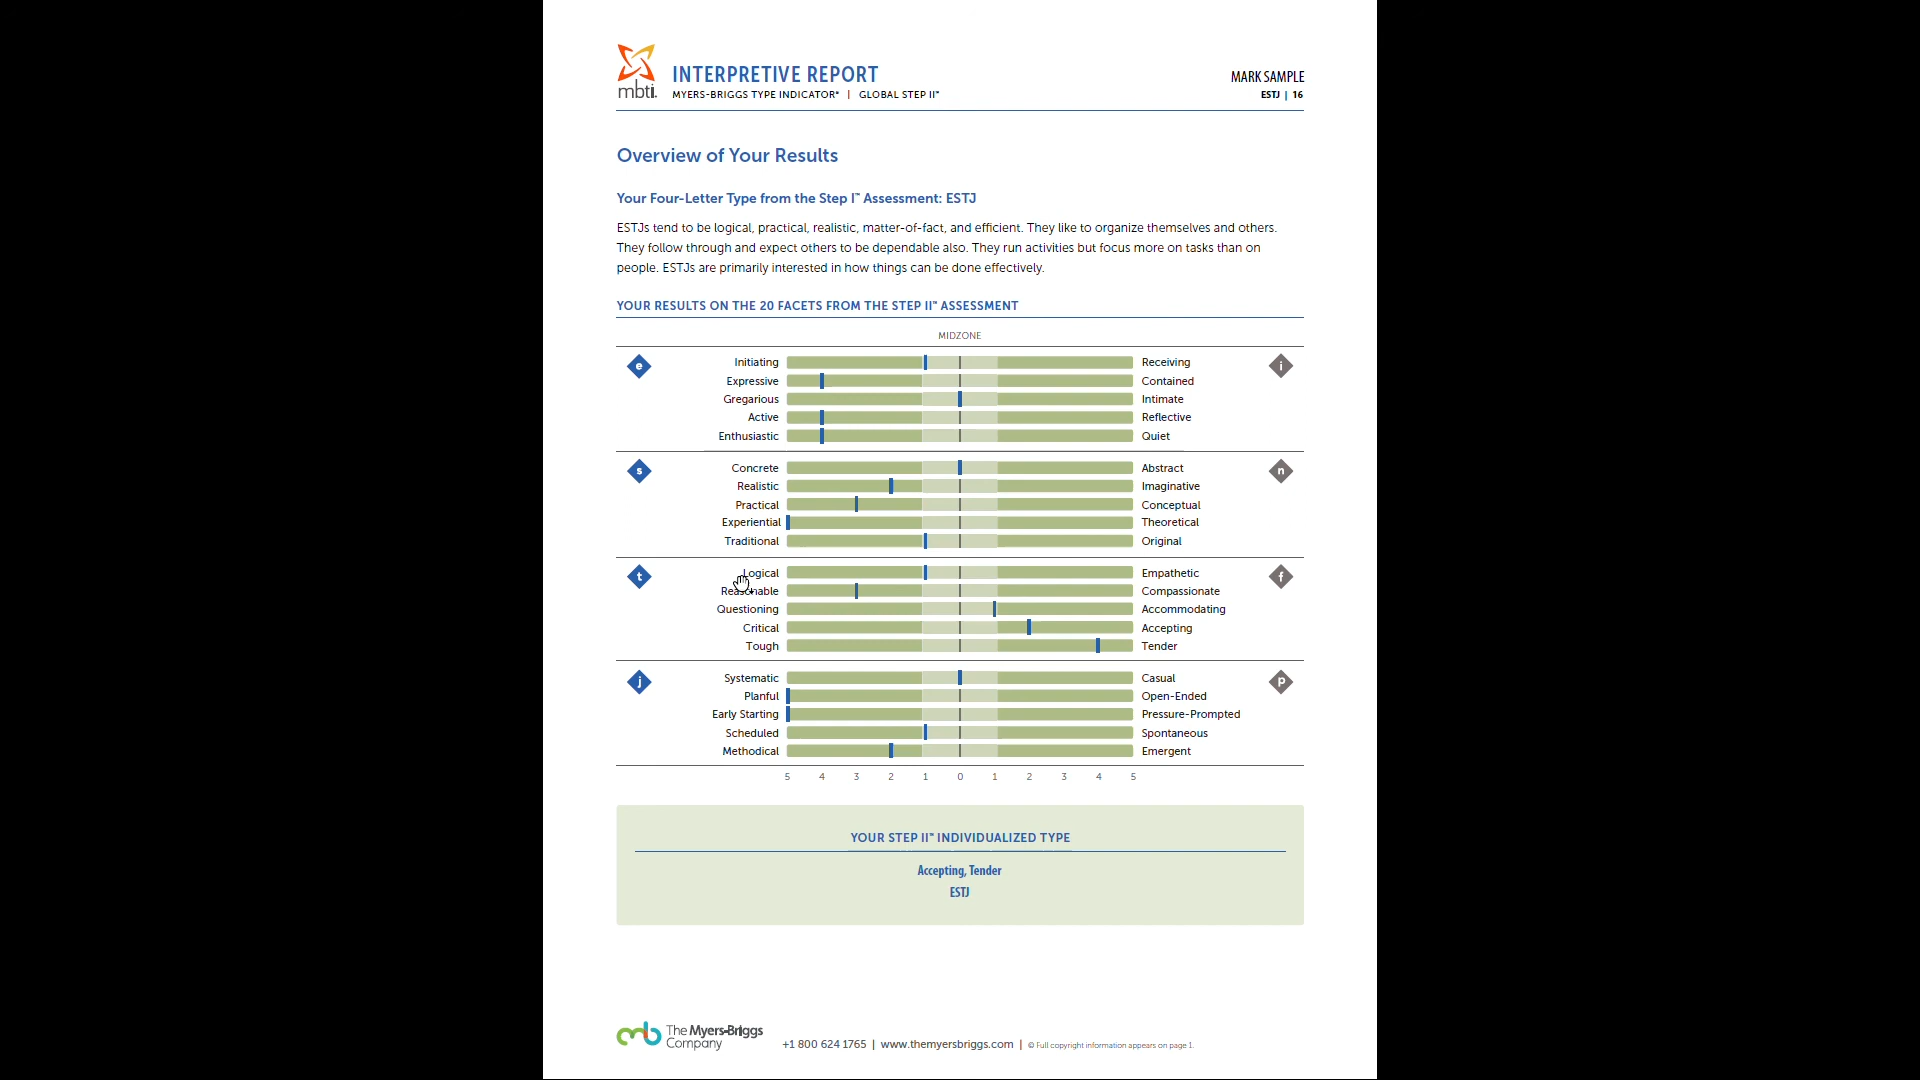 mbti.
INTERPRETIVE REPORT
MYERS-BRIGGS TYPE INDICATOR® | GLOBAL STEP II™
MARK SAMPLE
ESTJ | 16
Overview of Your Results
Your Four-Letter Type from the Step I™ Assessment: ESTJ
ESTJs tend to be logical, practical, realistic, matter-of-fact, and efficient. They like to organize themselves and others.
They follow through and expect others to be dependable also. They run activities but focus more on tasks than on
people. ESTJs are primarily interested in how things can be done effectively.
YOUR RESULTS ON THE 20 FACETS FROM THE STEP II™ ASSESSMENT
MIDZONE
e Initiating Receiving i
Expressive Contained
Gregarious Intimate
Active Reflective
Enthusiastic Quiet
s Concrete Abstract n
Realistic Imaginative
Practical Conceptual
Experiential Theoretical
Traditional Original
t Logical Empathetic f
Reasonable Compassionate
Questioning Accommodating
Critical Accepting
Tough Tender
j Systematic Casual p
Planful Open-Ended
Early Starting Pressure-Prompted
Scheduled Spontaneous
Methodical Emergent
5 4 3 2 1 0 1 2 3 4 5
YOUR STEP II™ INDIVIDUALIZED TYPE
Accepting, Tender
ESTJ
The Myers-Briggs
Company
+1 800 624 1765 | www.themyersbriggs.com | © Full copyright information appears on page 1.